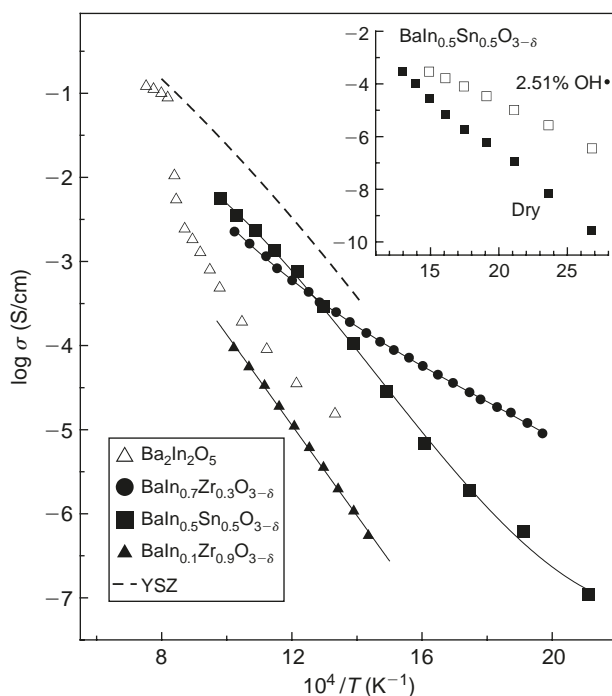 BaIn₀.₅Sn₀.₅O₃₋δ
2.51% OH•
Dry
−2
−4
−6
−8
−10
15 20 25
log σ (S/cm)
−1
−2
−3
−4
−5
−6
−7
Ba₂In₂O₅
BaIn₀.₇Zr₀.₃O₃₋δ
BaIn₀.₅Sn₀.₅O₃₋δ
BaIn₀.₁Zr₀.₉O₃₋δ
YSZ
8 12 16 20
10⁴/T (K⁻¹)